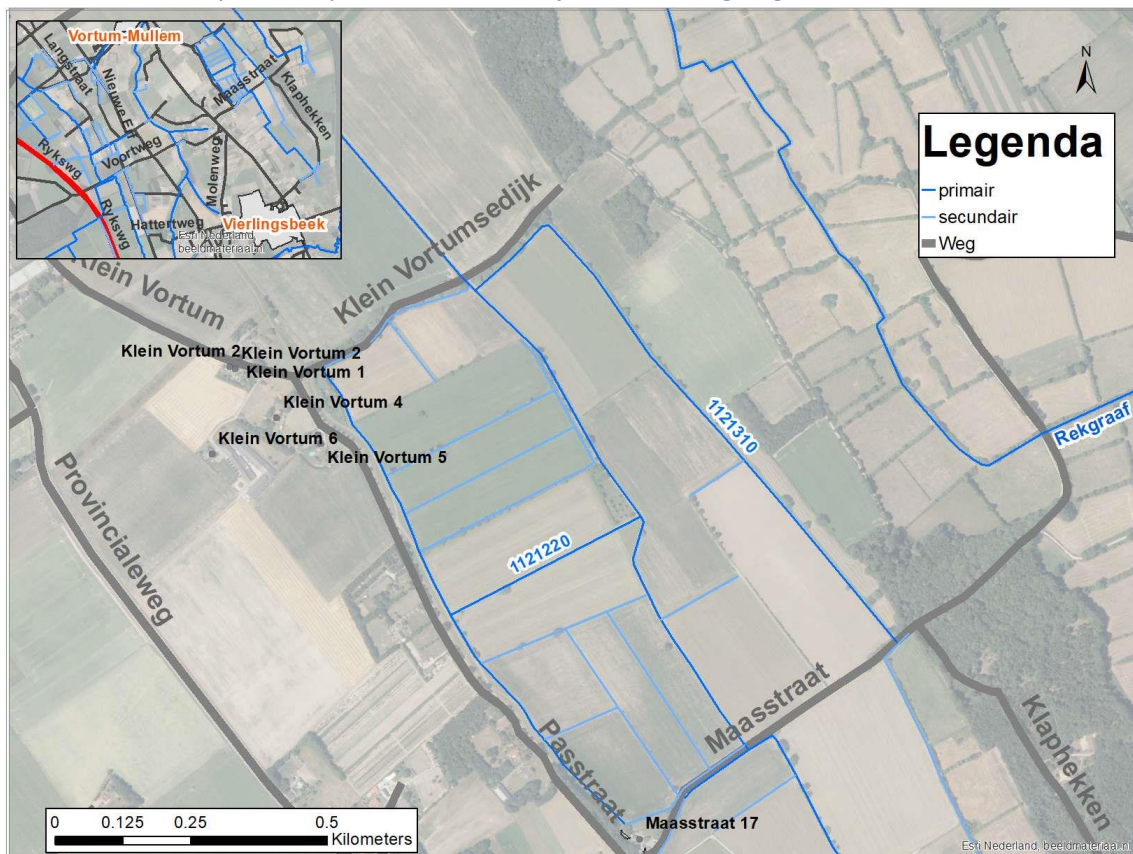 Vortum-Mullem
Langstraat
Nieuwe Erf
Maasstraat
Klaphekken
Rykswg
Voortweg
Molenweg
Rykswg
Hattertweg
Vierlingsbeek
Esri Nederland
beeldmateriaal.nl
N
Legenda
primair
secundair
Weg
Klein Vortum
Klein Vortumsedijk
Klein Vortum 2
Klein Vortum 2
Klein Vortum 1
Klein Vortum 4
Klein Vortum 6
Klein Vortum 5
1121310
Rekgraaf
Provincialeweg
1121220
Maasstraat
Passtraat
Klaphekken
Maasstraat 17
0 0.125 0.25 0.5
Kilometers
Esri Nederland, beeldmateriaal.nl